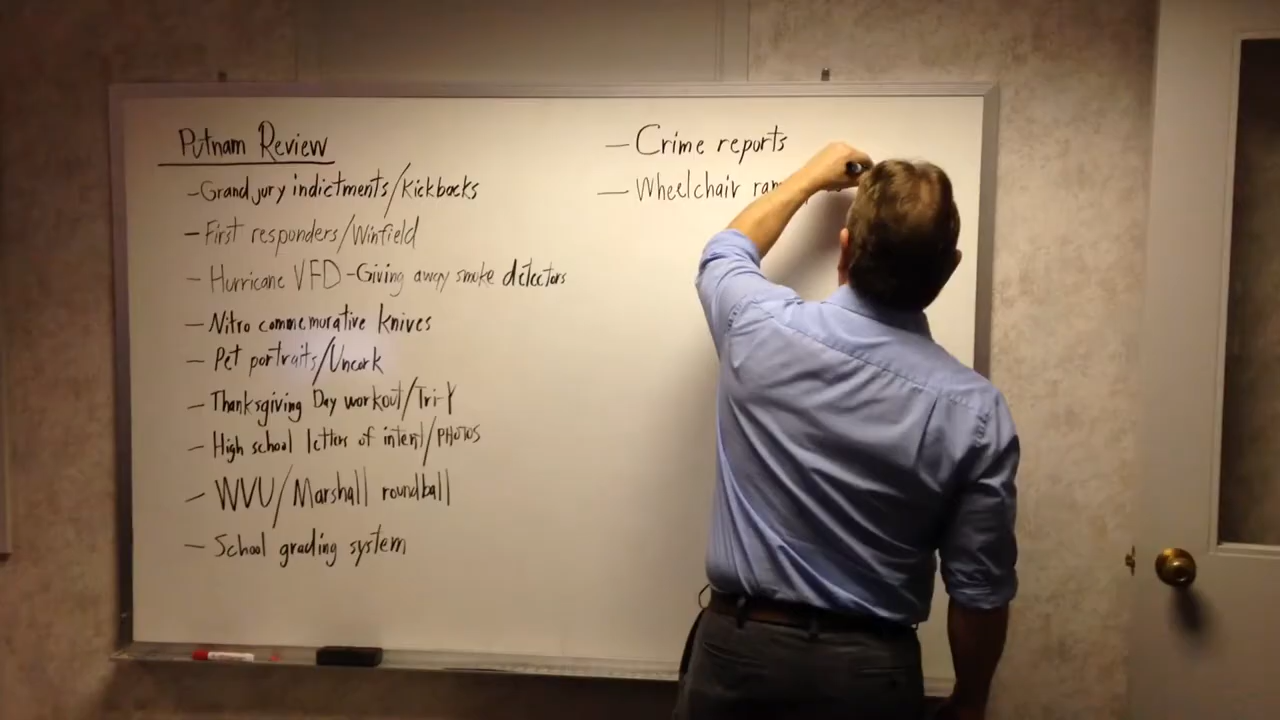 Putnam Review
- Grand jury indictments/Kickbacks
- First responders/Winfield
- Hurricane VFD - Giving away smoke detectors
- Nitro commemurative knives
- Pet portraits/Uncork
- Thanksgiving Day workout/Tri-Y
- High school letters of intent/PHOTOS
- WVU/Marshall roundball
- School grading system
- Crime reports
- Wheelchair